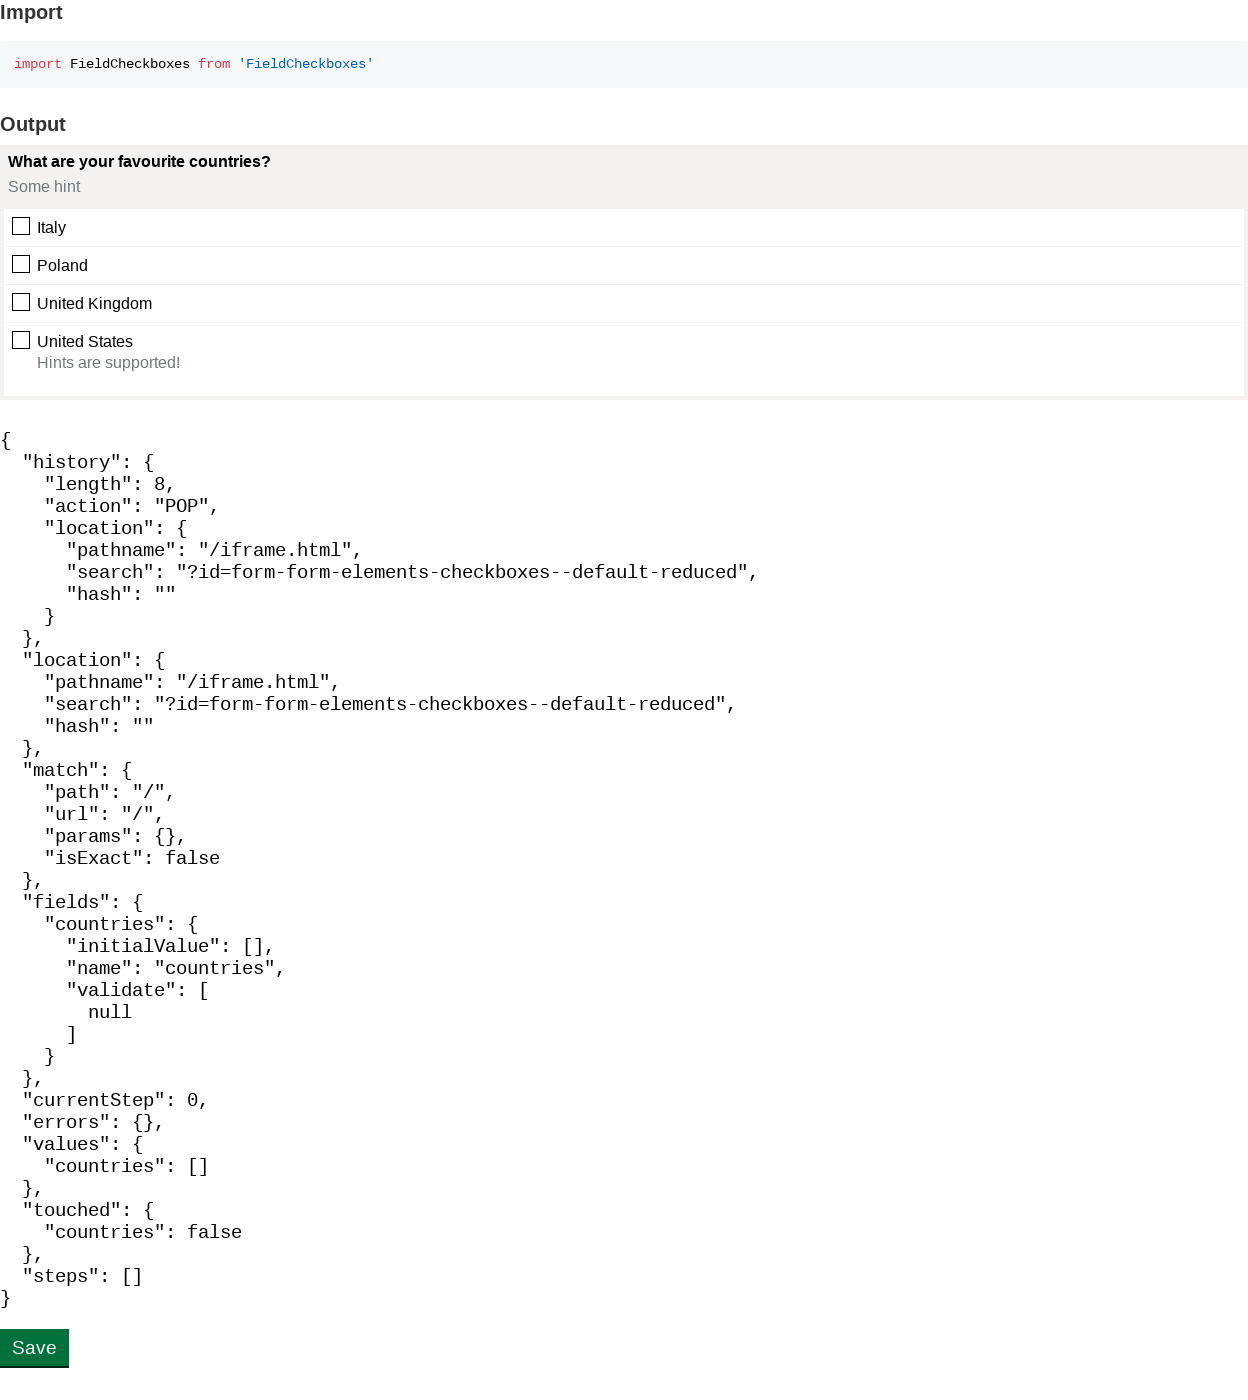 Import
import FieldCheckboxes from 'FieldCheckboxes'
Output
What are your favourite countries?
Some hint
Italy
Poland
United Kingdom
United States
Hints are supported!
{
  "history": {
    "length": 8,
    "action": "POP",
    "location": {
      "pathname": "/iframe.html",
      "search": "?id=form-form-elements-checkboxes--default-reduced",
      "hash": ""
    }
  },
  "location": {
    "pathname": "/iframe.html",
    "search": "?id=form-form-elements-checkboxes--default-reduced",
    "hash": ""
  },
  "match": {
    "path": "/",
    "url": "/",
    "params": {},
    "isExact": false
  },
  "fields": {
    "countries": {
      "initialValue": [],
      "name": "countries",
      "validate": [
        null
      ]
    }
  },
  "currentStep": 0,
  "errors": {},
  "values": {
    "countries": []
  },
  "touched": {
    "countries": false
  },
  "steps": []
}
Save